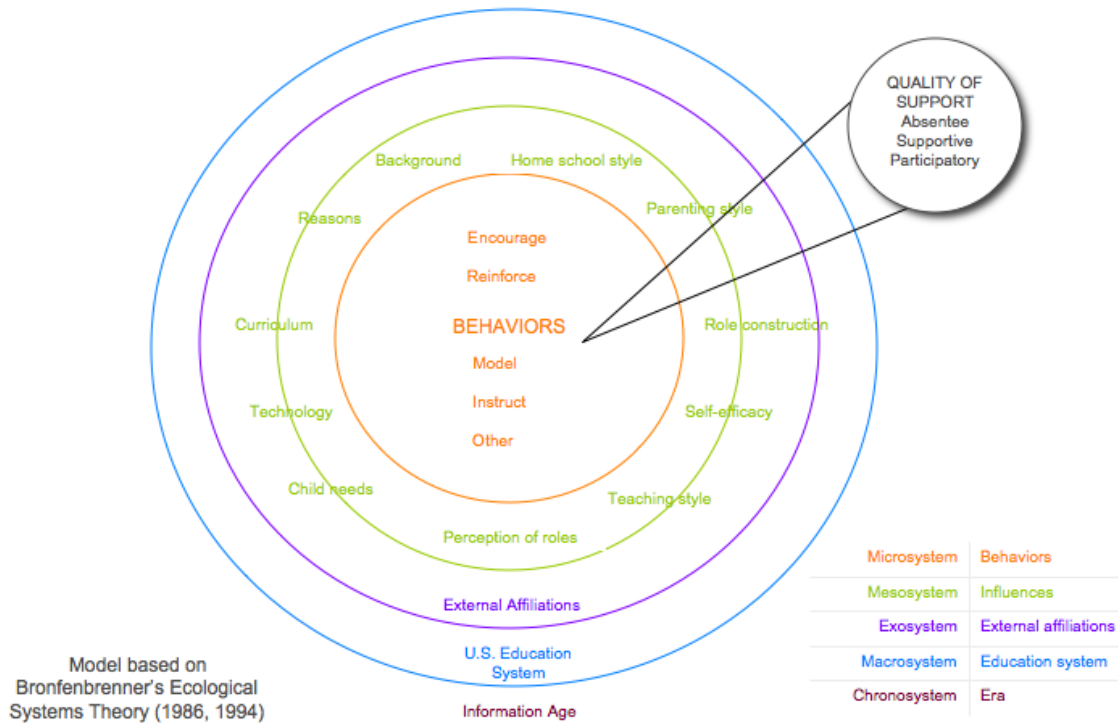 QUALITY OF
SUPPORT
Absentee
Supportive
Participatory
Background
Home school style
Reasons
Parenting style
Encourage
Reinforce
Curriculum
BEHAVIORS
Role construction
Model
Technology
Instruct
Self-efficacy
Other
Child needs
Teaching style
Perception of roles
External Affiliations
U.S. Education
System
Information Age
Microsystem Behaviors
Mesosystem Influences
Exosystem External affiliations
Macrosystem Education system
Chronosystem Era
Model based on
Bronfenbrenner's Ecological
Systems Theory (1986, 1994)